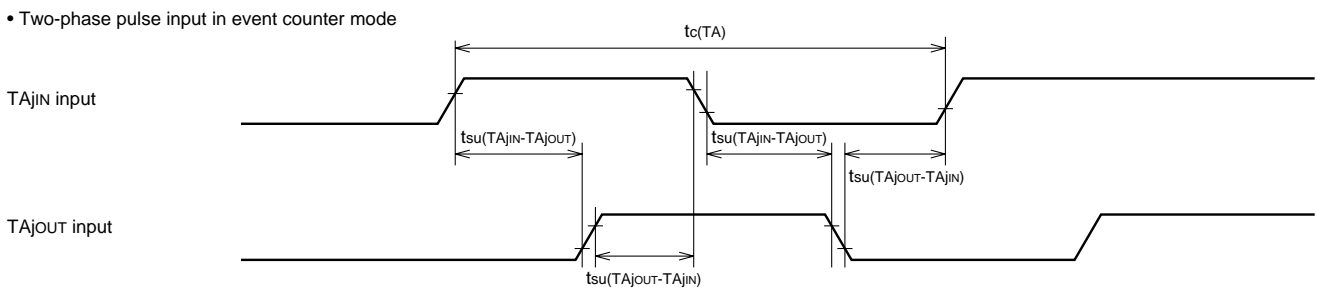 • Two-phase pulse input in event counter mode
tc(TA)
TAjIN input
tsu(TAjIN-TAjOUT)
tsu(TAjIN-TAjOUT)
tsu(TAjOUT-TAjIN)
TAjOUT input
tsu(TAjOUT-TAjIN)